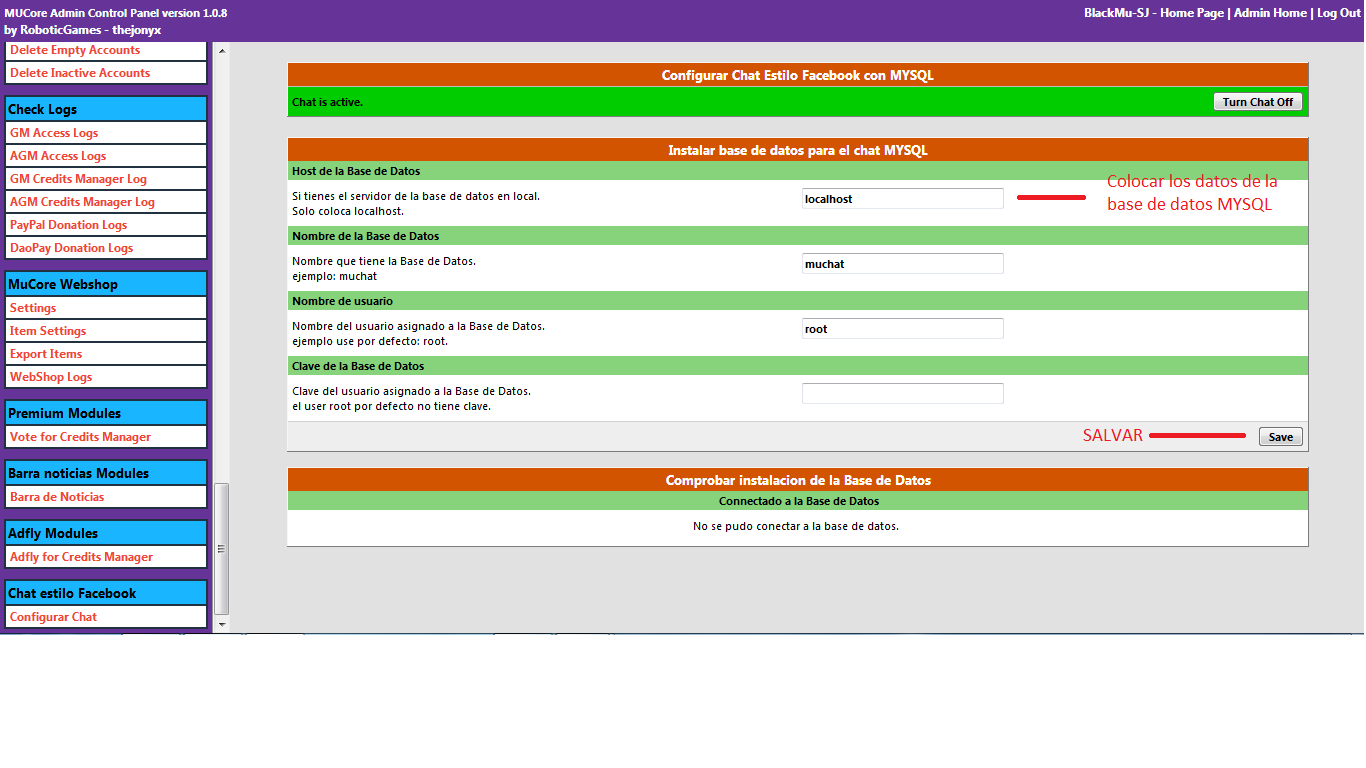 MUCore Admin Control Panel version 1.0.8
by RoboticGames - thejonyx
BlackMu-SJ - Home Page | Admin Home | Log Out
Delete Empty Accounts
Delete Inactive Accounts
Check Logs
GM Access Logs
AGM Access Logs
GM Credits Manager Log
AGM Credits Manager Log
PayPal Donation Logs
DaoPay Donation Logs
MuCore Webshop
Settings
Item Settings
Export Items
WebShop Logs
Premium Modules
Vote for Credits Manager
Barra noticias Modules
Barra de Noticias
Adfly Modules
Adfly for Credits Manager
Chat estilo Facebook
Configurar Chat
Configurar Chat Estilo Facebook con MYSQL
Chat is active.
Turn Chat Off
Instalar base de datos para el chat MYSQL
Host de la Base de Datos
Si tienes el servidor de la base de datos en local.
Solo coloca localhost.
localhost
Colocar los datos de la
base de datos MYSQL
Nombre de la Base de Datos
Nombre que tiene la Base de Datos.
ejemplo: muchat
muchat
Nombre de usuario
Nombre del usuario asignado a la Base de Datos.
ejemplo use por defecto: root.
root
Clave de la Base de Datos
Clave del usuario asignado a la Base de Datos.
el user root por defecto no tiene clave.
SALVAR
Save
Comprobar instalacion de la Base de Datos
Connectado a la Base de Datos
No se pudo conectar a la base de datos.